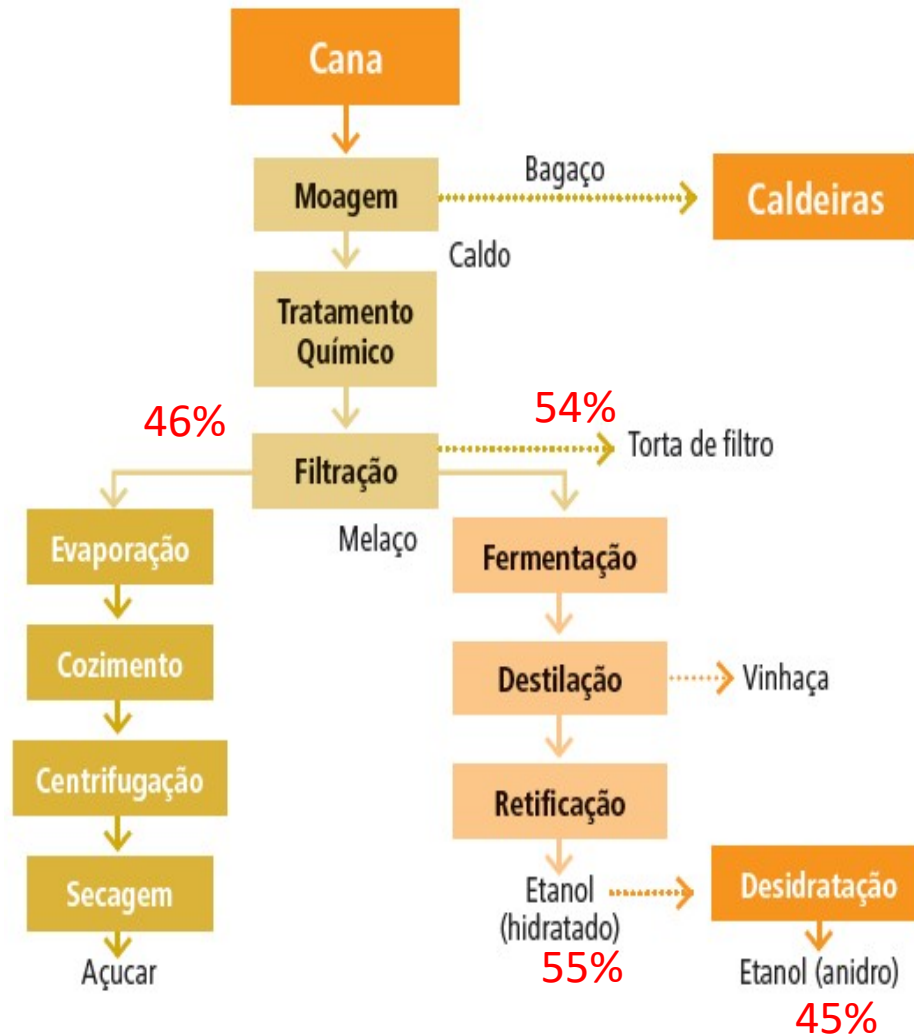 Cana
Moagem
Bagaço
Caldeiras
Caldo
Tratamento
Químico
46%
54%
Filtração
Torta de filtro
Melaço
Evaporação
Fermentação
Cozimento
Destilação
Vinhaça
Centrifugação
Retificação
Secagem
Etanol
(hidratado)
55%
Desidratação
Açucar
Etanol (anidro)
45%